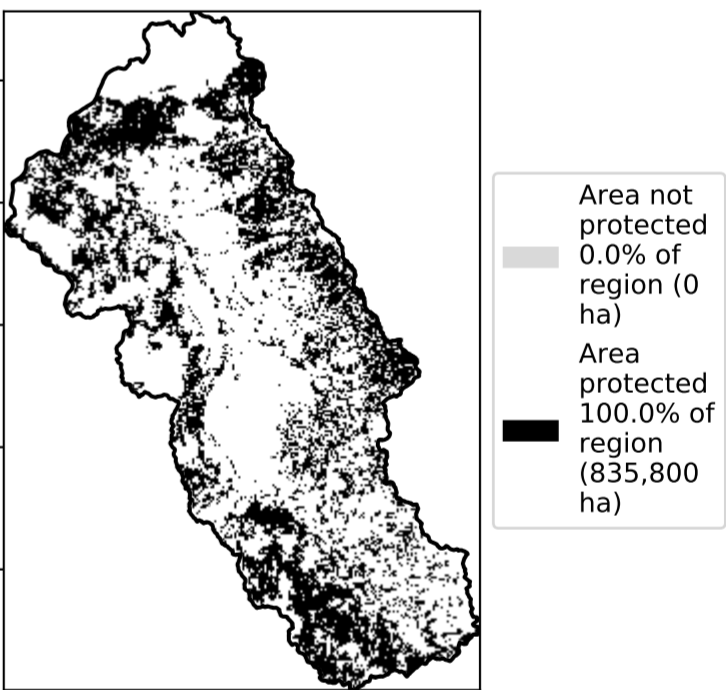 Area not
protected
0.0% of
region (0
ha)
Area
protected
100.0% of
region
(835,800
ha)